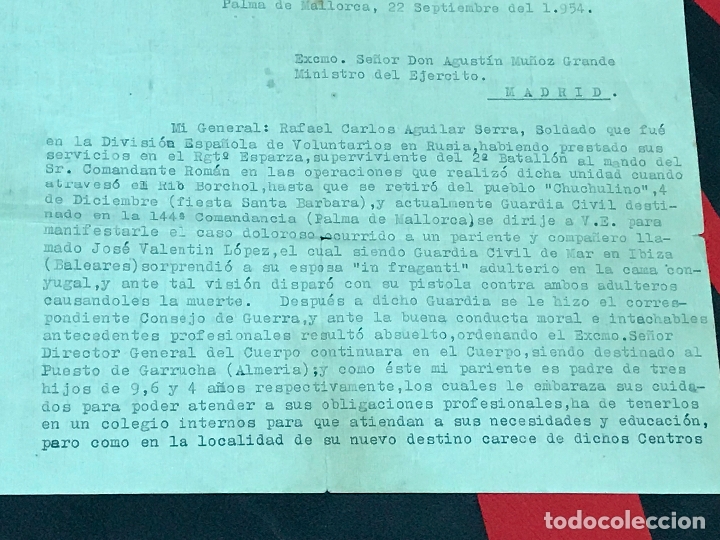 Palma de Mallorca, 22 Septiembre del 1.954.
Excmo. Señor Don Agustín Muñoz Grande
Ministro del Ejercito.
M A D R I D .
Mi General: Rafael Carlos Aguilar Serra, Soldado que fué
en la División Española de Voluntarios en Rusia,habiendo prestado sus
servicios en el Rgtº Esparza,superviviente del 2º Batallón al mando del
Sr. Comandante Román en las operaciones que realizó dicha unidad cuando
atravesó el Rio Borchol,hasta que se retiró del pueblo "Chuchulino",4
de Diciembre (fiesta Santa Barbara),y actualmente Guardia Civil desti-
nado en la 144ª Comandancia (Palma de Mallorca)se dirije a V.E. para
manifestarle el caso doloroso ocurrido a un pariente y compañero lla-
mado José Valentin López,el cual siendo Guardia Civil de Mar en Ibiza
(Baleares)sorprendió a su esposa "in fraganti" adulterio en la cama con-
yugal,y ante tal visión disparó con su pistola contra ambos adulteros
causandoles la muerte. Después a dicho Guardia se le hizo el corres-
pondiente Consejo de Guerra,y ante la buena conducta moral e intachables
antecedentes profesionales resultó absuelto,ordenando el Excmo.Señor
Director General del Cuerpo continuara en el Cuerpo,siendo destinado al
Puesto de Garrucha (Almeria);y como éste mi pariente es padre de tres
hijos de 9,6 y 4 años respectivamente,los cuales le embaraza sus cuida-
dos para poder atender a sus obligaciones profesionales,ha de tenerlos
en un colegio internos para que atiendan a sus necesidades y educación,
paro como en la localidad de su nuevo destino carece de dichos Centros
todocoleccion